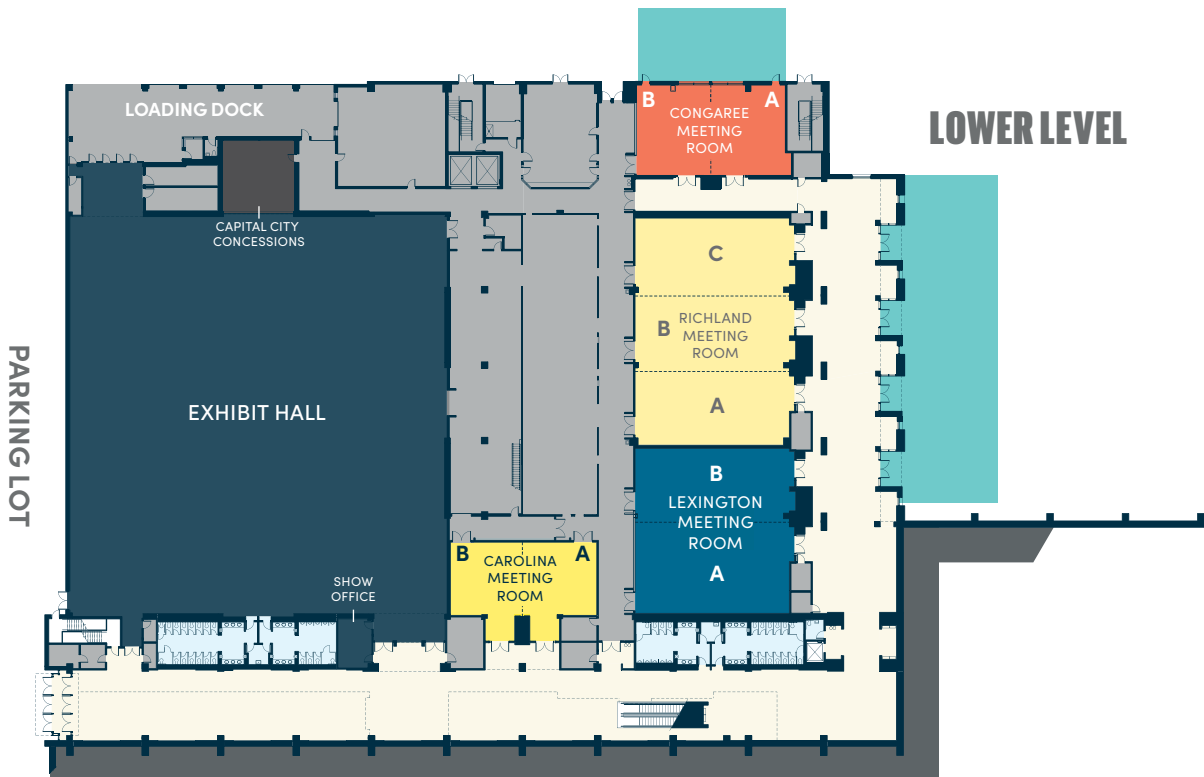 LOWER LEVEL
LOADING DOCK
B
A
CONGAREE
MEETING
ROOM
CAPITAL CITY
CONCESSIONS
C
B
RICHLAND
MEETING
ROOM
A
PARKING LOT
EXHIBIT HALL
B
LEXINGTON
MEETING
ROOM
A
B
A
CAROLINA
MEETING
ROOM
SHOW
OFFICE